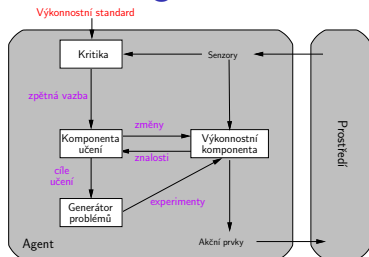 Výkonnostní standard
Kritika
Senzory
zpětná vazba
změny
Komponenta
učení
Výkonnostní
komponenta
znalosti
cíle
učení
experimenty
Generátor
problémů
Agent
Akční prvky
Prostředí